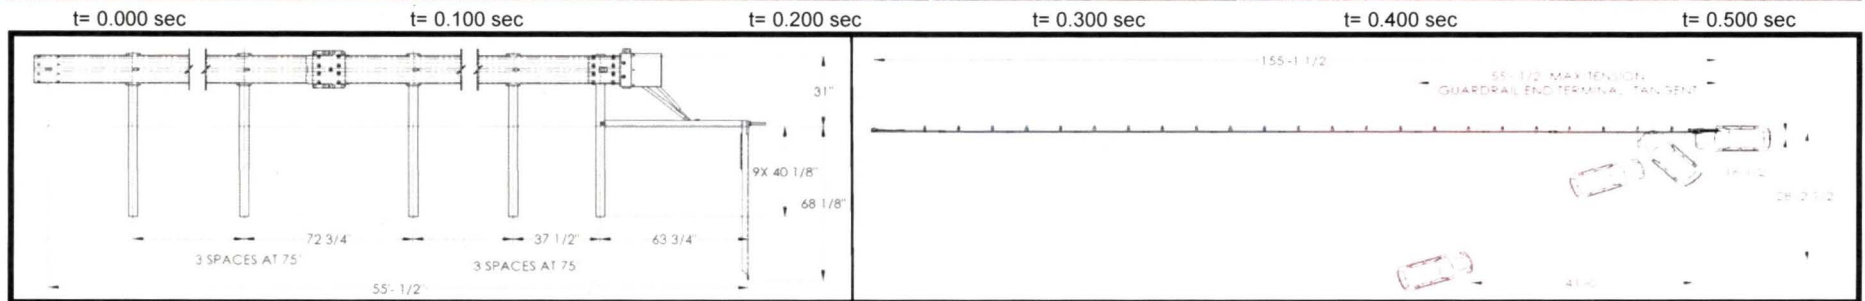 t= 0.000 sec t= 0.100 sec t= 0.200 sec t= 0.300 sec t= 0.400 sec t= 0.500 sec
155'-1 1/2
55'-1/2 MAX TENSION
GUARDRAIL END TERMINAL, TANGENT
31"
9X 40 1/8"
68 1/8"
72 3/4"
37 1/2"
63 3/4"
3 SPACES AT 75"
3 SPACES AT 75
55'- 1/2"